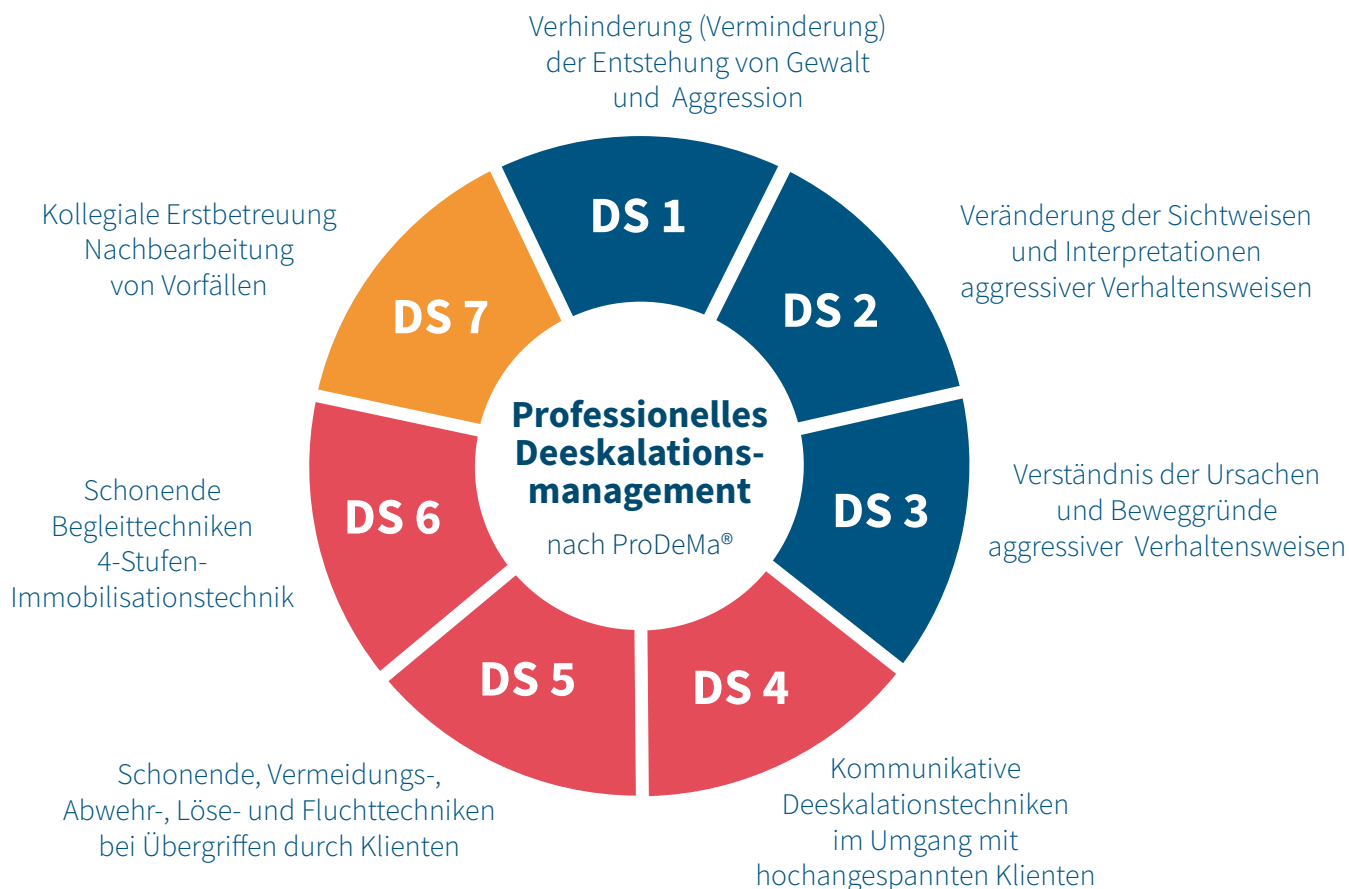 Verhinderung (Verminderung)
der Entstehung von Gewalt
und Aggression
DS 1
Veränderung der Sichtweisen
und Interpretationen
aggressiver Verhaltensweisen
DS 2
Verständnis der Ursachen
und Beweggründe
aggressiver Verhaltensweisen
DS 3
Kommunikative
Deeskalationstechniken
im Umgang mit
hochangespannten Klienten
DS 4
Schonende, Vermeidungs-,
Abwehr-, Löse- und Fluchttechniken
bei Übergriffen durch Klienten
DS 5
Schonende
Begleittechniken
4-Stufen-
Immobilisationstechnik
DS 6
Kollegiale Erstbetreuung
Nachbearbeitung
von Vorfällen
DS 7
Professionelles
Deeskalations-
management
nach ProDeMa®